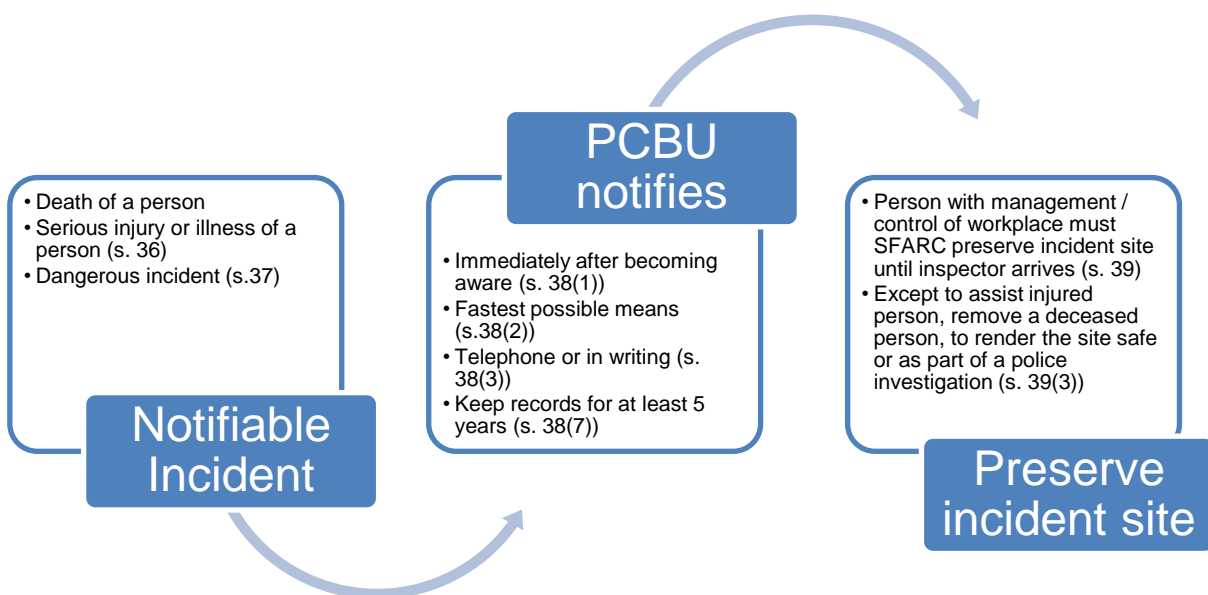 • Death of a person
• Serious injury or illness of a
person (s. 36)
• Dangerous incident (s.37)
Notifiable
Incident
PCBU
notifies
• Immediately after becoming
aware (s. 38(1))
• Fastest possible means
(s.38(2))
• Telephone or in writing (s.
38(3))
• Keep records for at least 5
years (s. 38(7))
• Person with management /
control of workplace must
SFARC preserve incident site
until inspector arrives (s. 39)
• Except to assist injured
person, remove a deceased
person, to render the site safe
or as part of a police
investigation (s. 39(3))
Preserve
incident site